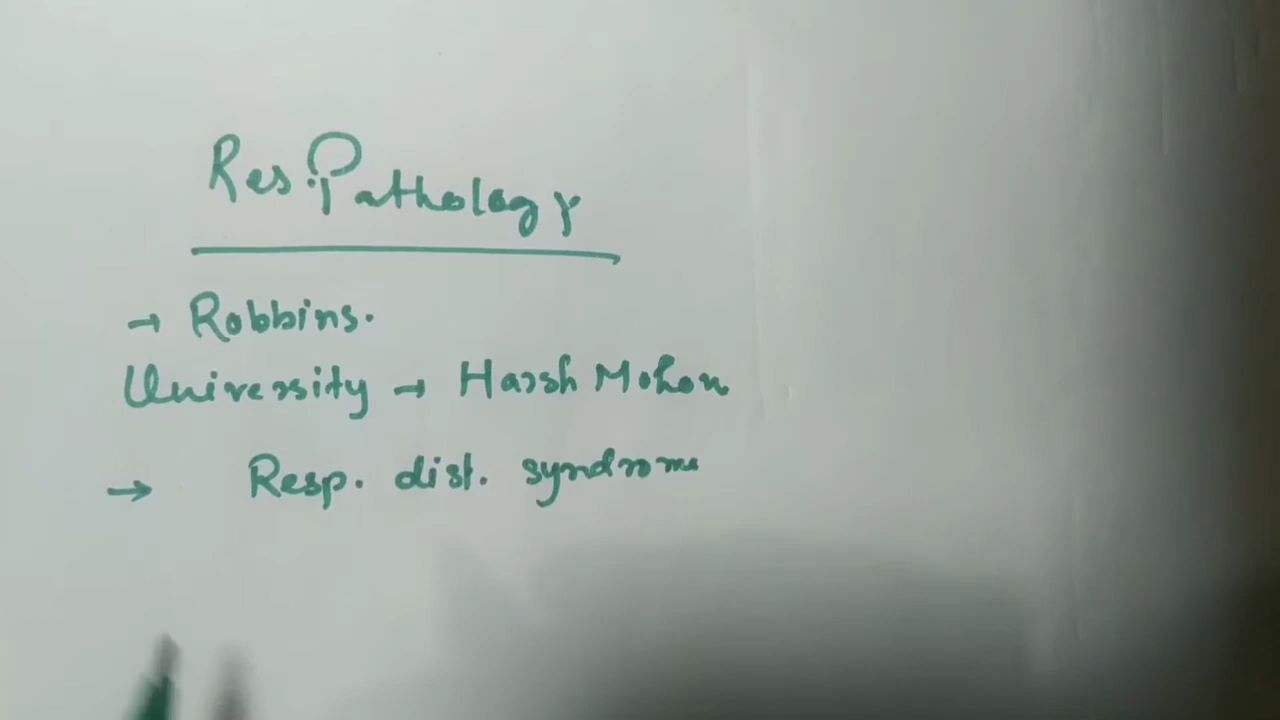 Res. Pathology
→ Robbins.
University → Harsh Mohan
→ Resp. dist. syndrome